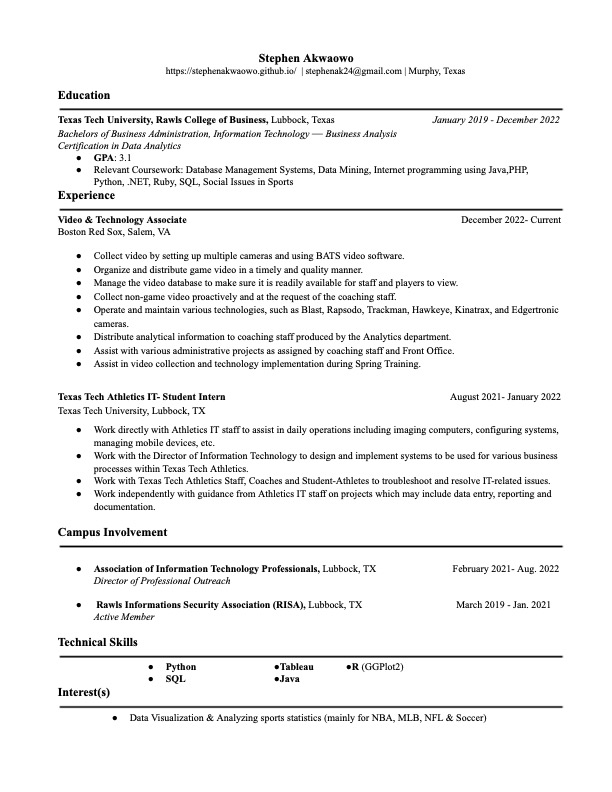 Stephen Akwaowo
https://stephenakwaowo.github.io/ | stephenak24@gmail.com | Murphy, Texas
Education
Texas Tech University, Rawls College of Business, Lubbock, Texas January 2019 - December 2022
Bachelors of Business Administration, Information Technology — Business Analysis
Certification in Data Analytics
● GPA: 3.1
● Relevant Coursework: Database Management Systems, Data Mining, Internet programming using Java,PHP,
Python, .NET, Ruby, SQL, Social Issues in Sports
Experience
Video & Technology Associate December 2022- Current
Boston Red Sox, Salem, VA
● Collect video by setting up multiple cameras and using BATS video software.
● Organize and distribute game video in a timely and quality manner.
● Manage the video database to make sure it is readily available for staff and players to view.
● Collect non-game video proactively and at the request of the coaching staff.
● Operate and maintain various technologies, such as Blast, Rapsodo, Trackman, Hawkeye, Kinatrax, and Edgertronic
cameras.
● Distribute analytical information to coaching staff produced by the Analytics department.
● Assist with various administrative projects as assigned by coaching staff and Front Office.
● Assist in video collection and technology implementation during Spring Training.
Texas Tech Athletics IT- Student Intern August 2021- January 2022
Texas Tech University, Lubbock, TX
● Work directly with Athletics IT staff to assist in daily operations including imaging computers, configuring systems,
managing mobile devices, etc.
● Work with the Director of Information Technology to design and implement systems to be used for various business
processes within Texas Tech Athletics.
● Work with Texas Tech Athletics Staff, Coaches and Student-Athletes to troubleshoot and resolve IT-related issues.
● Work independently with guidance from Athletics IT staff on projects which may include data entry, reporting and
documentation.
Campus Involvement
● Association of Information Technology Professionals, Lubbock, TX February 2021- Aug. 2022
Director of Professional Outreach
● Rawls Informations Security Association (RISA), Lubbock, TX March 2019 - Jan. 2021
Active Member
Technical Skills
● Python ●Tableau ●R (GGPlot2)
● SQL ●Java
Interest(s)
● Data Visualization & Analyzing sports statistics (mainly for NBA, MLB, NFL & Soccer)